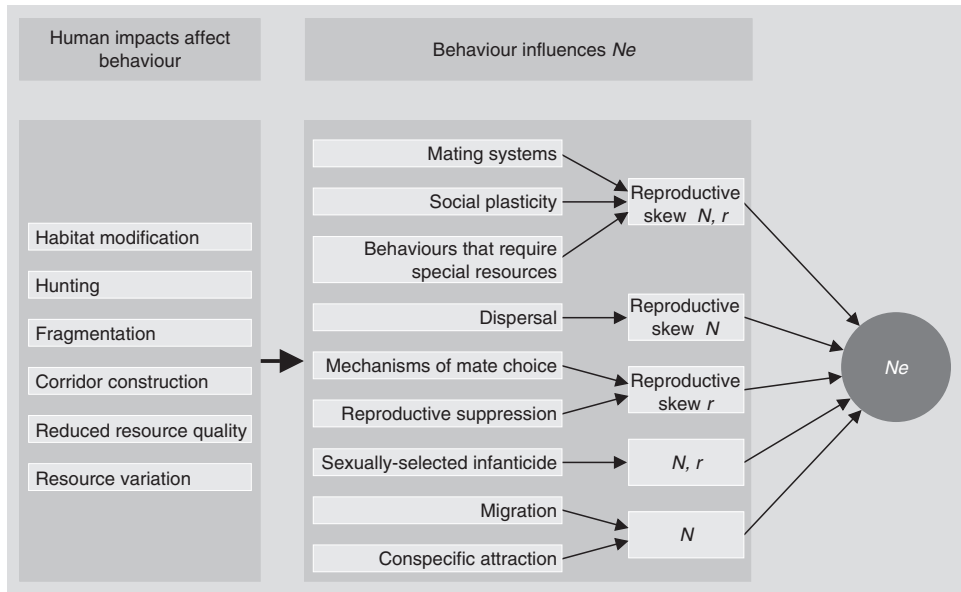 Human impacts affect
behaviour
Behaviour influences Ne
Habitat modification
Hunting
Fragmentation
Corridor construction
Reduced resource quality
Resource variation
Mating systems
Social plasticity
Behaviours that require
special resources
Dispersal
Mechanisms of mate choice
Reproductive suppression
Sexually-selected infanticide
Migration
Conspecific attraction
Reproductive
skew N, r
Reproductive
skew N
Reproductive
skew r
N, r
N
Ne